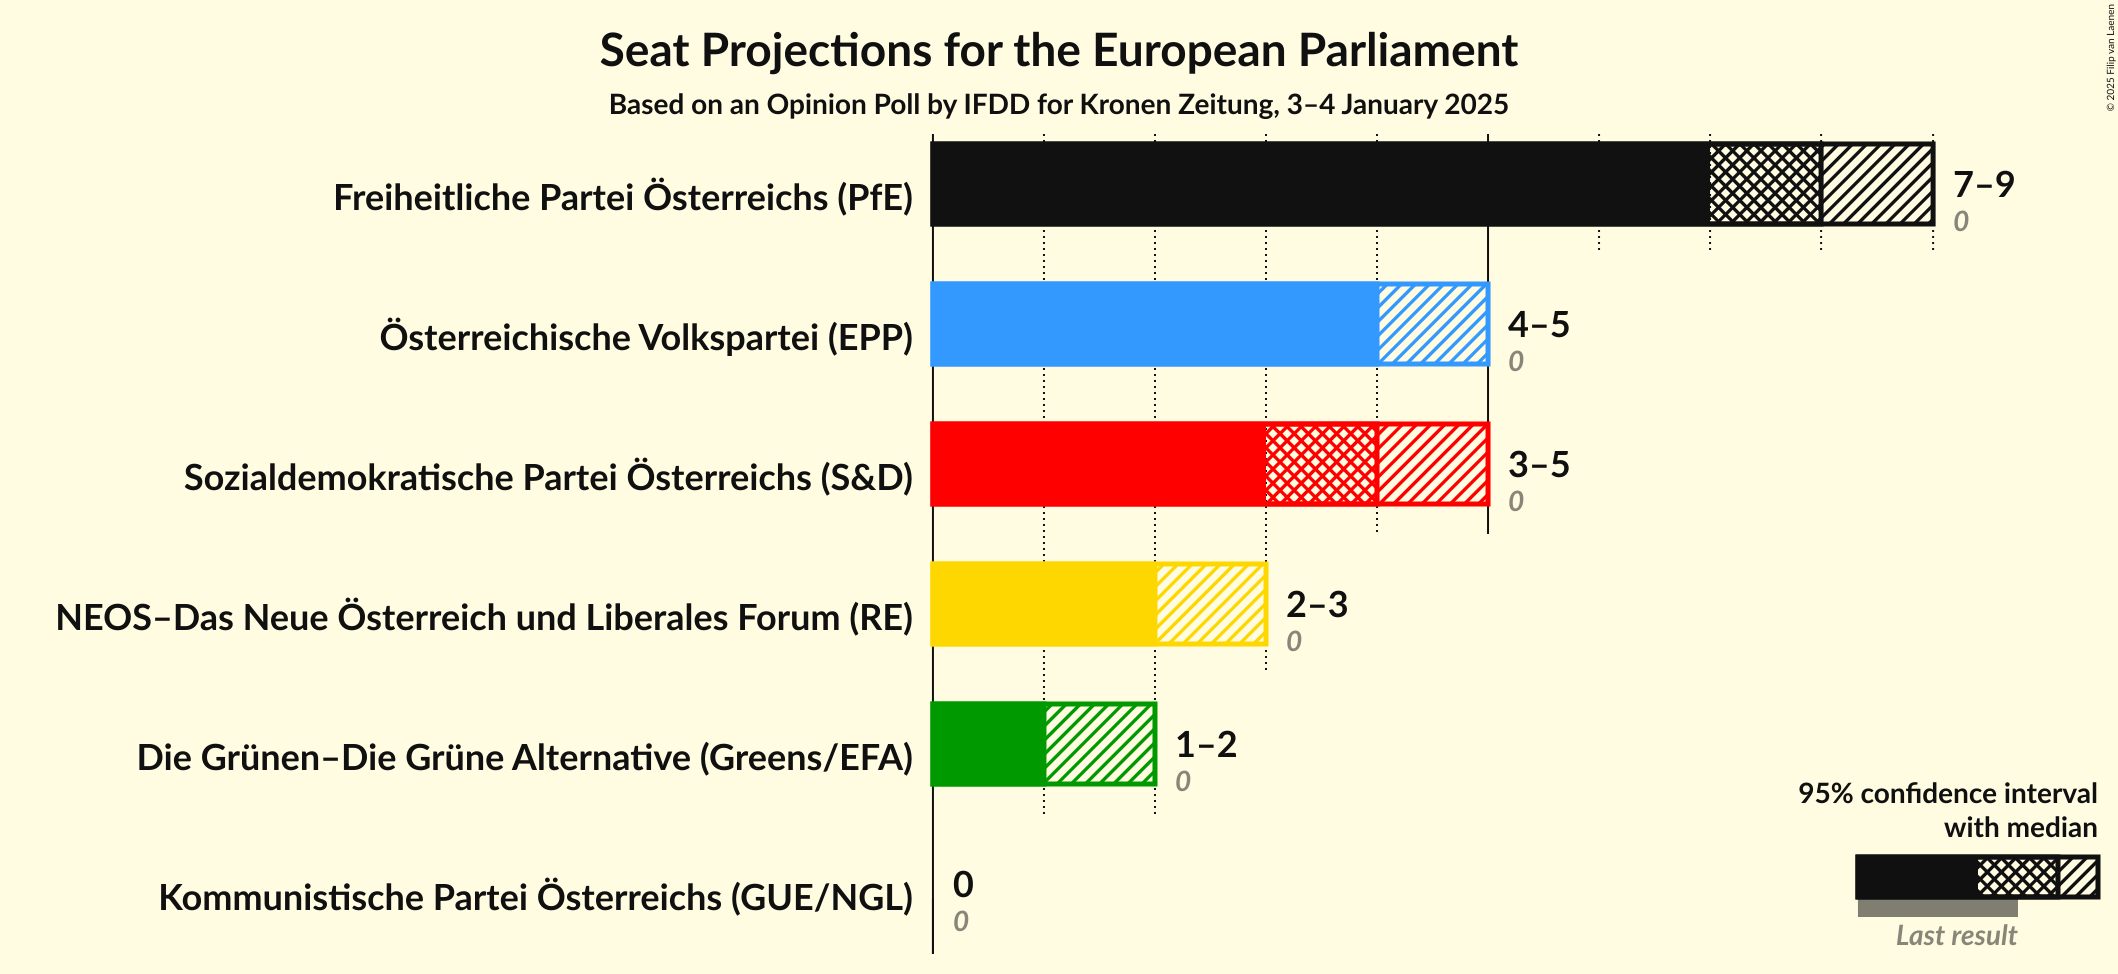 Seat Projections for the European Parliament
Based on an Opinion Poll by IFDD for Kronen Zeitung, 3–4 January 2025
© 2025 Filip van Laenen
Freiheitliche Partei Österreichs (PfE)
7–9
0
Österreichische Volkspartei (EPP)
4–5
0
Sozialdemokratische Partei Österreichs (S&D)
3–5
0
NEOS–Das Neue Österreich und Liberales Forum (RE)
2–3
0
Die Grünen–Die Grüne Alternative (Greens/EFA)
1–2
0
Kommunistische Partei Österreichs (GUE/NGL)
0
0
95% confidence interval
with median
Last result